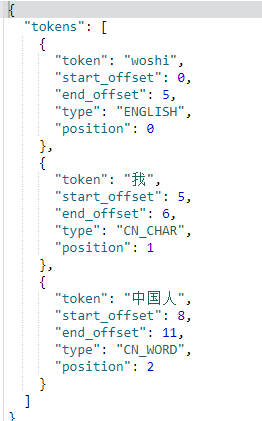 {
"tokens": [
{
"token": "woshi",
"start_offset": 0,
"end_offset": 5,
"type": "ENGLISH",
"position": 0
},
{
"token": "我",
"start_offset": 5,
"end_offset": 6,
"type": "CN_CHAR",
"position": 1
},
{
"token": "中国人",
"start_offset": 8,
"end_offset": 11,
"type": "CN_WORD",
"position": 2
}
]
}